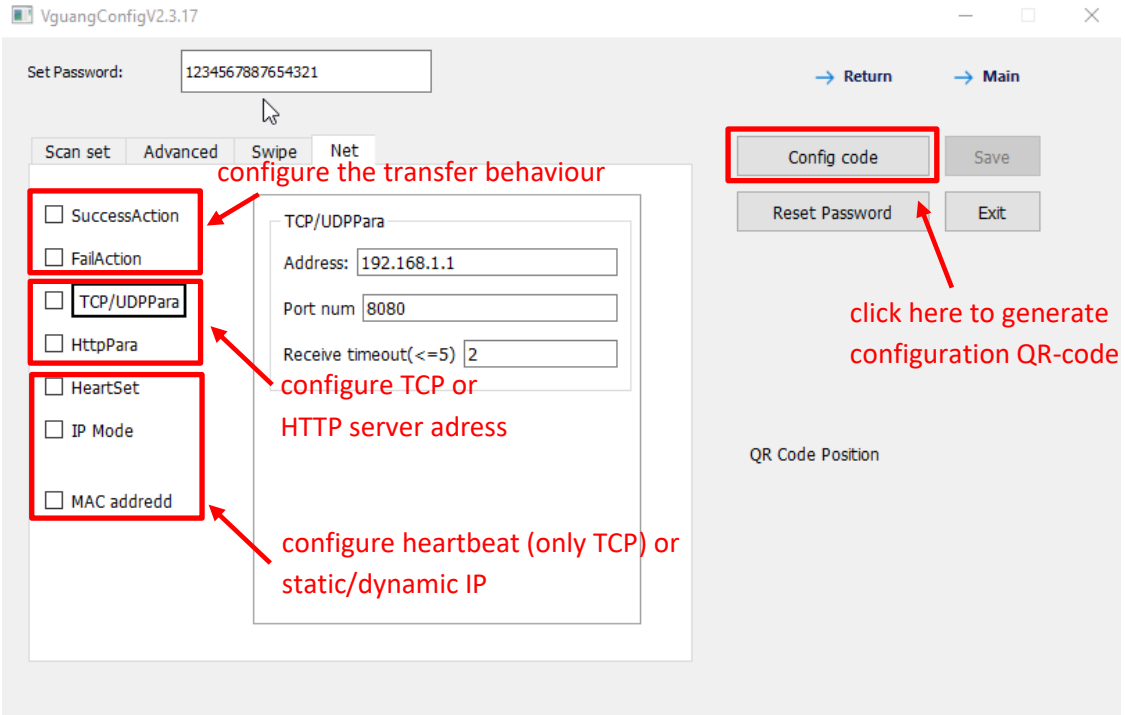 VguangConfigV2.3.17
Set Password: 1234567887654321
Return Main
Scan set Advanced Swipe Net
Config code Save
configure the transfer behaviour
SuccessAction
TCP/UDPPara
Reset Password Exit
FailAction
Address: 192.168.1.1
TCP/UDPPara
Port num 8080
click here to generate
configuration QR-code
HttpPara
Receive timeout(<=5) 2
HeartSet
configure TCP or
HTTP server adress
IP Mode
QR Code Position
MAC addredd
configure heartbeat (only TCP) or
static/dynamic IP